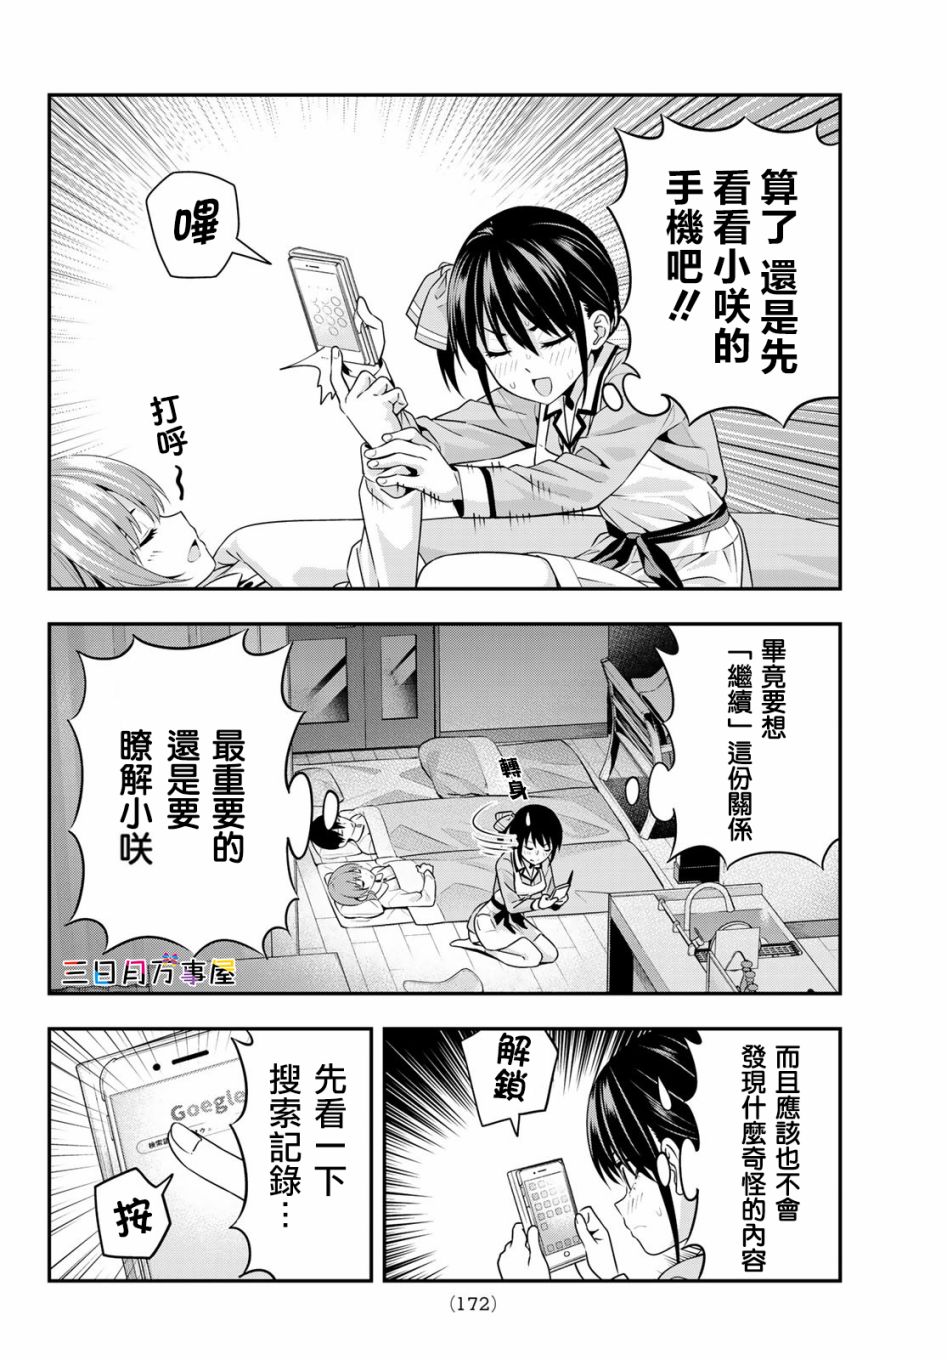 算了 還是先
看看小咲的
手機吧!!
嗶
打呼~
畢竟要想
「繼續」這份關係
轉身
最重要的
還是要
瞭解小咲
三日月万事屋
而且應該也不會
發現什麼奇怪的內容
解鎖
先看一下
搜索記錄…
Goegle
按
(172)